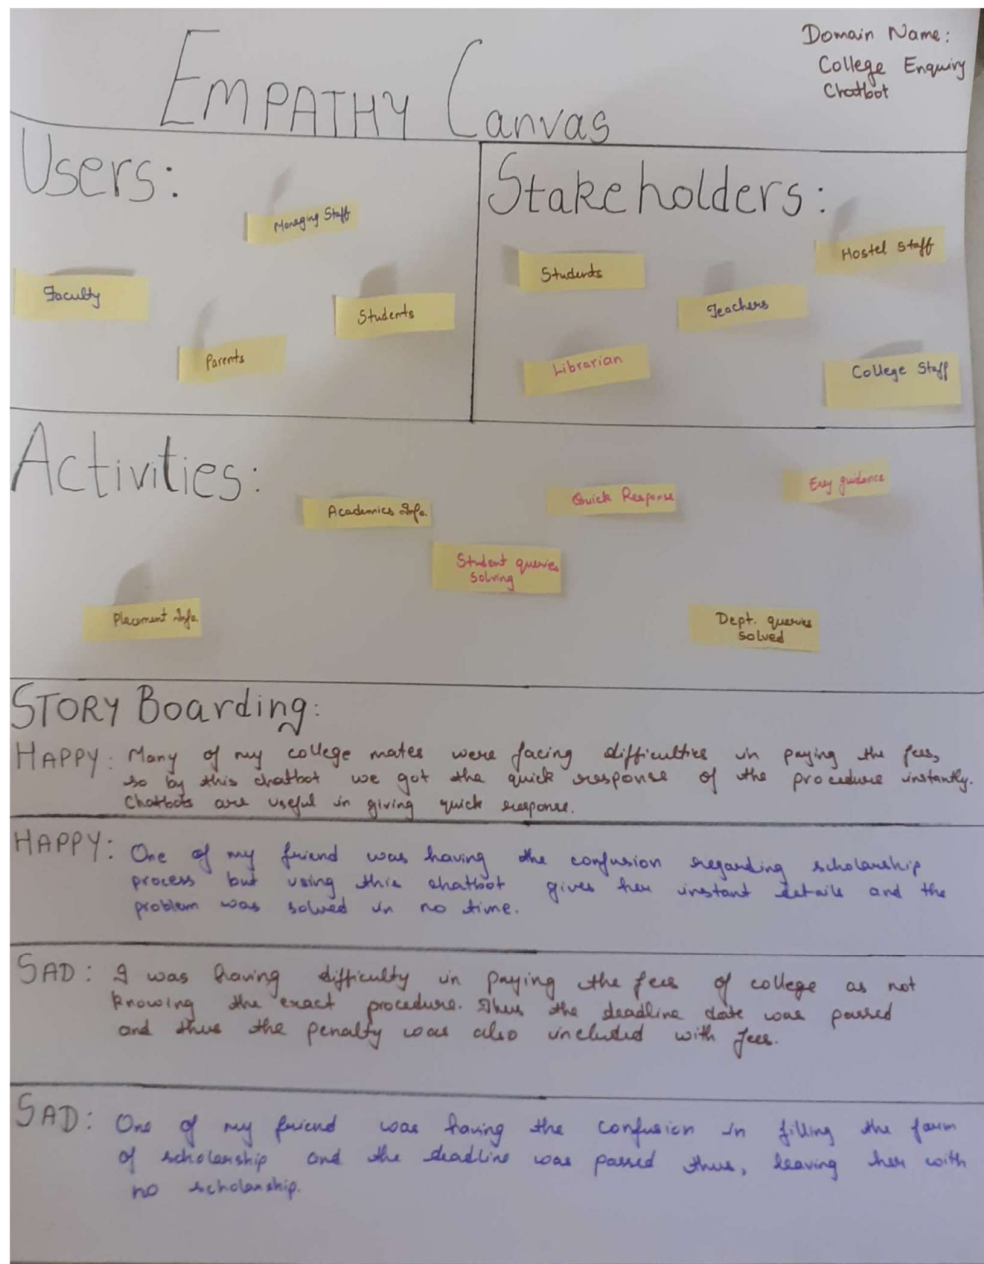 EMPATHY Canvas
Domain Name:
College Enquiry
Chatbot
Users:
Managing Staff
Faculty
Students
Parents
Stakeholders:
Hostel Staff
Students
Teachers
Librarian
College Staff
Activities:
Academics Info.
Quick Response
Esy guidance
Student queries
solving
Placement Info
Dept. queries
solved
STORY Boarding:
HAPPY: Many of my college mates were facing difficulties in paying the fees,
so by this chatbot we got the quick response of the procedure instantly.
Chatbots are useful in giving quick response.
HAPPY: One of my friend was having the confusion regarding scholarship
process but using this chatbot gives her instant details and the
problem was solved in no time.
SAD: I was having difficulty in paying the fees of college as not
knowing the exact procedure. Thus the deadline date was passed
and thus the penalty was also included with fees.
SAD: One of my friend was having the confusion in filling the form
of scholarship and the deadline was passed thus, leaving her with
no scholarship.